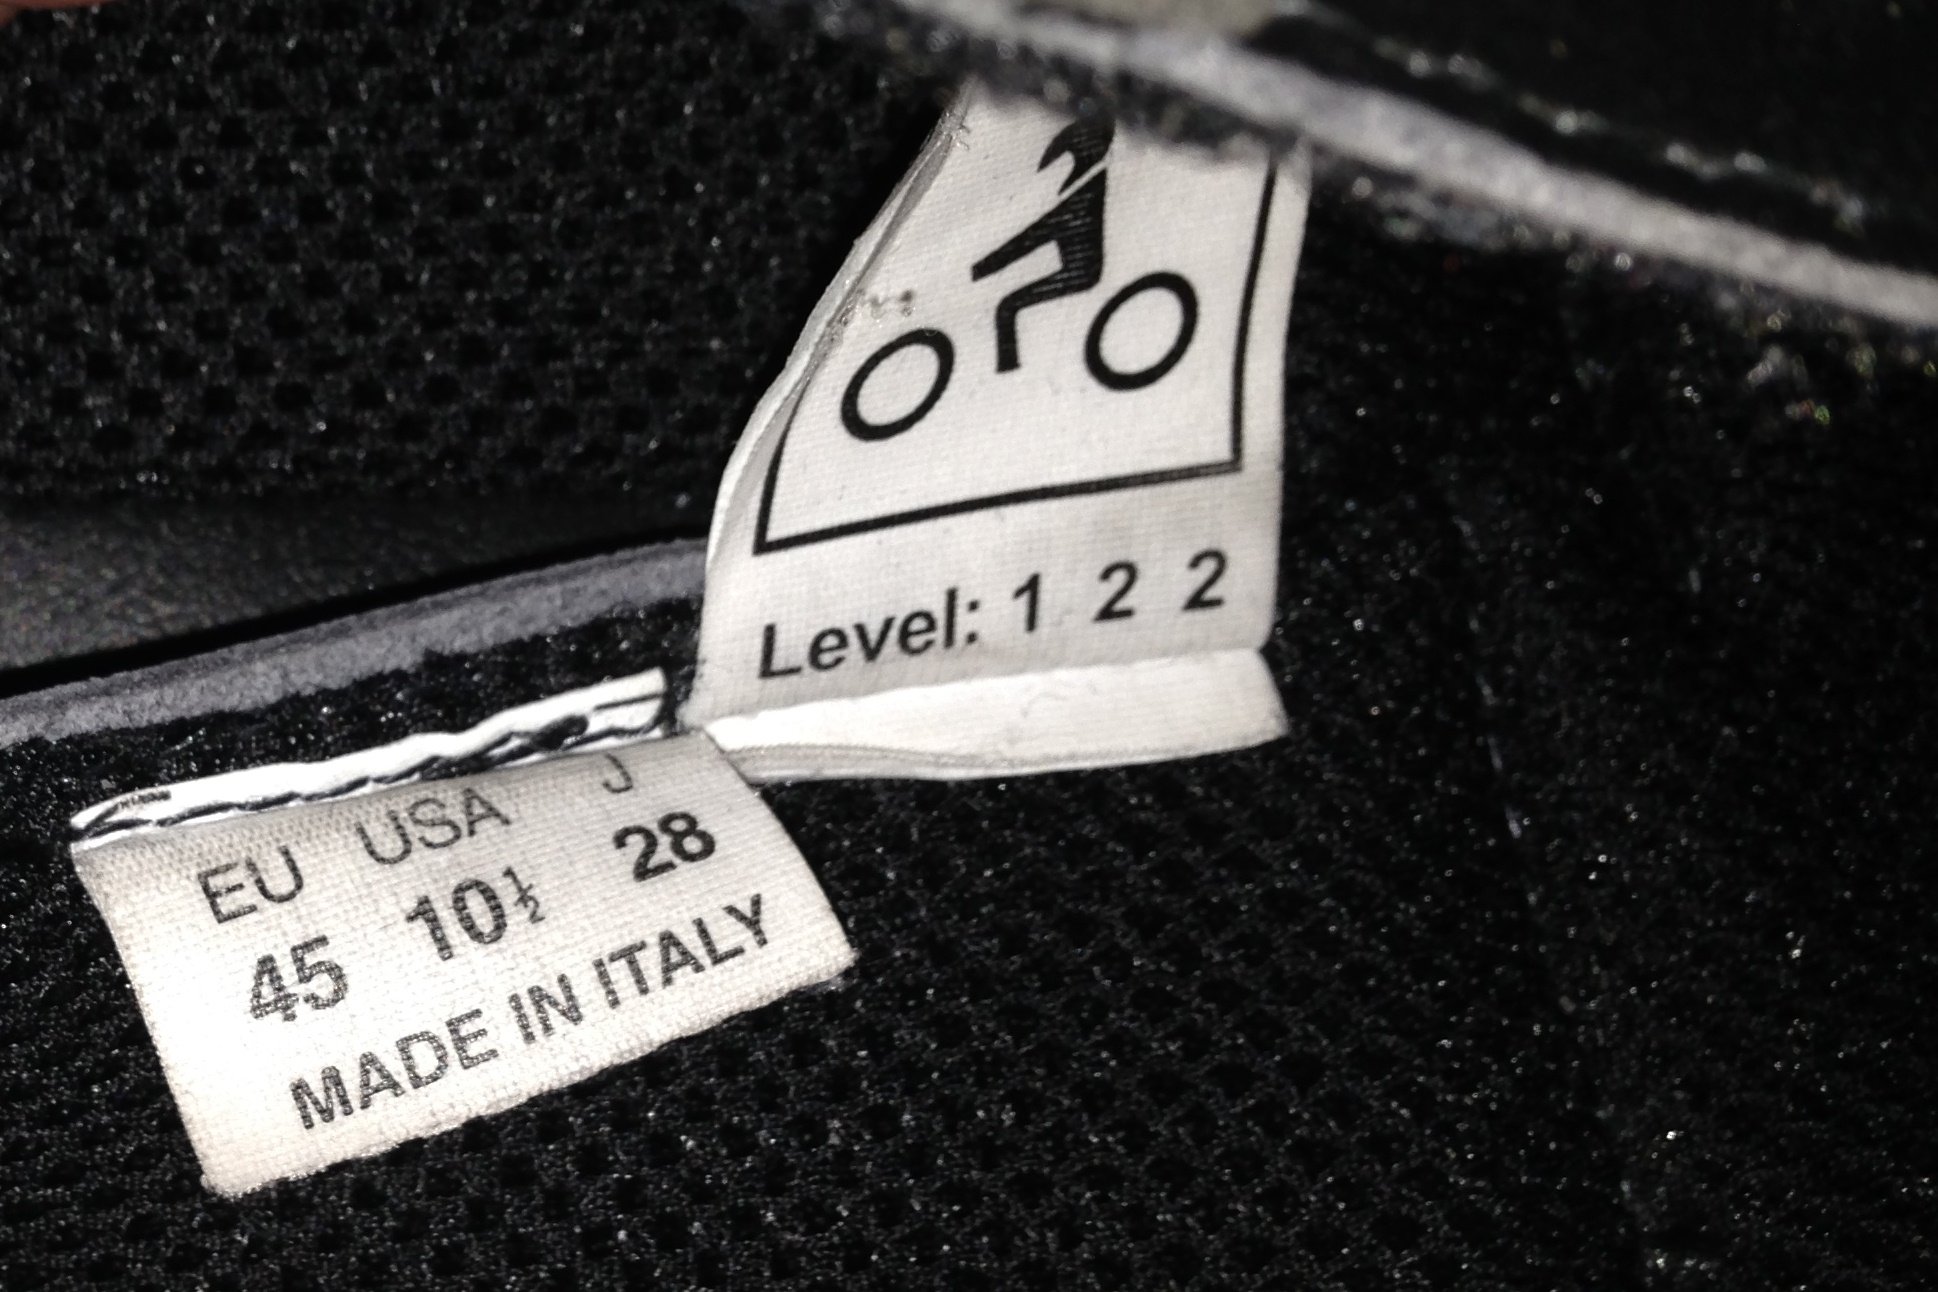 Level: 1 2 2
EU USA J
45 10½ 28
MADE IN ITALY